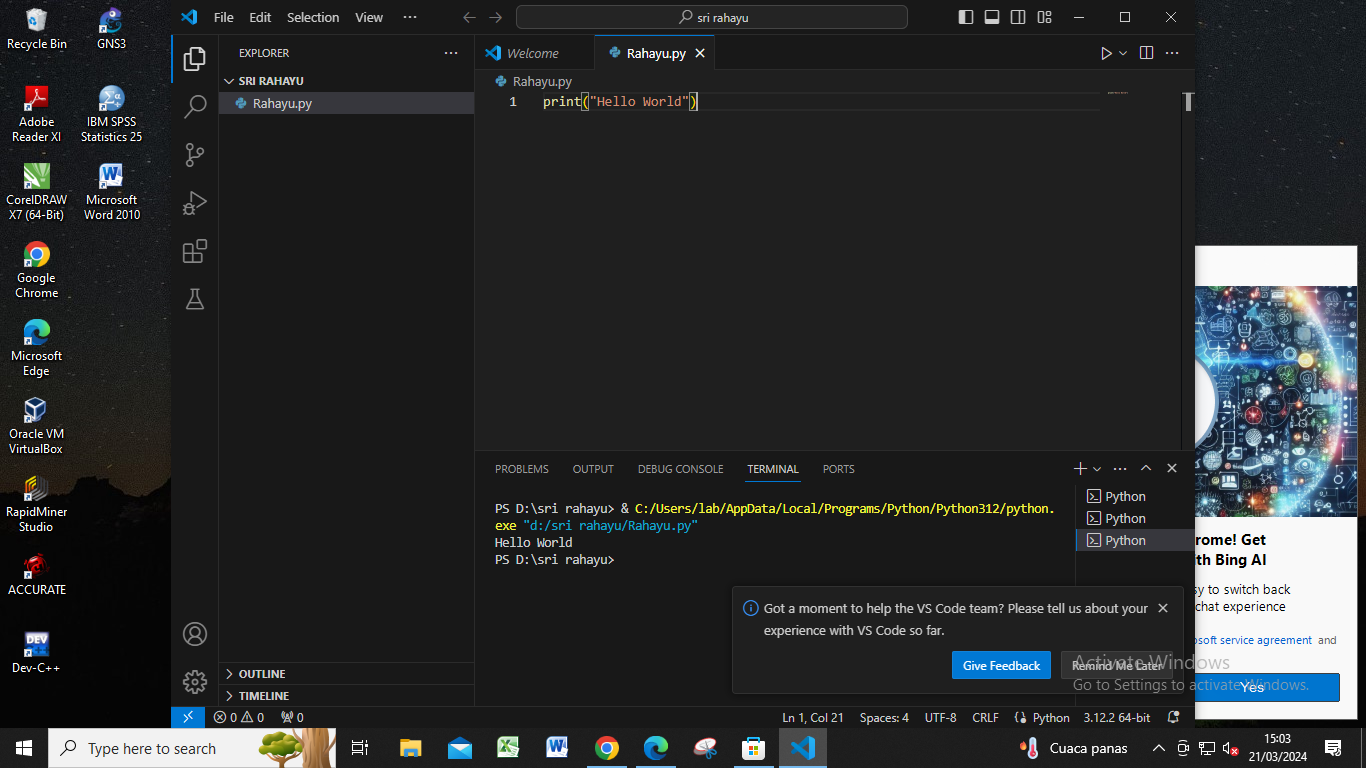 Recycle Bin
GNS3
Adobe
Reader XI
IBM SPSS
Statistics 25
CorelDRAW
X7 (64-Bit)
Microsoft
Word 2010
Google
Chrome
Microsoft
Edge
Oracle VM
VirtualBox
RapidMiner
Studio
ACCURATE
DEV
Dev-C++
File Edit Selection View ···
sri rahayu
EXPLORER
SRI RAHAYU
Rahayu.py
OUTLINE
TIMELINE
Welcome
Rahayu.py
Rahayu.py
1 print("Hello World")
PROBLEMS OUTPUT DEBUG CONSOLE TERMINAL PORTS
PS D:\sri rahayu> & C:/Users/lab/AppData/Local/Programs/Python/Python312/python.
exe "d:/sri rahayu/Rahayu.py"
Hello World
PS D:\sri rahayu>
Python
Python
Python
Got a moment to help the VS Code team? Please tell us about your
experience with VS Code so far.
Give Feedback
Remind Me Later
rome! Get
ith Bing AI
sy to switch back
chat experience
osoft service agreement and
Yes
Activate Windows
Go to Settings to activate Windows.
0 0 0
Ln 1, Col 21 Spaces: 4 UTF-8 CRLF Python 3.12.2 64-bit
Type here to search
Cuaca panas
15:03
21/03/2024